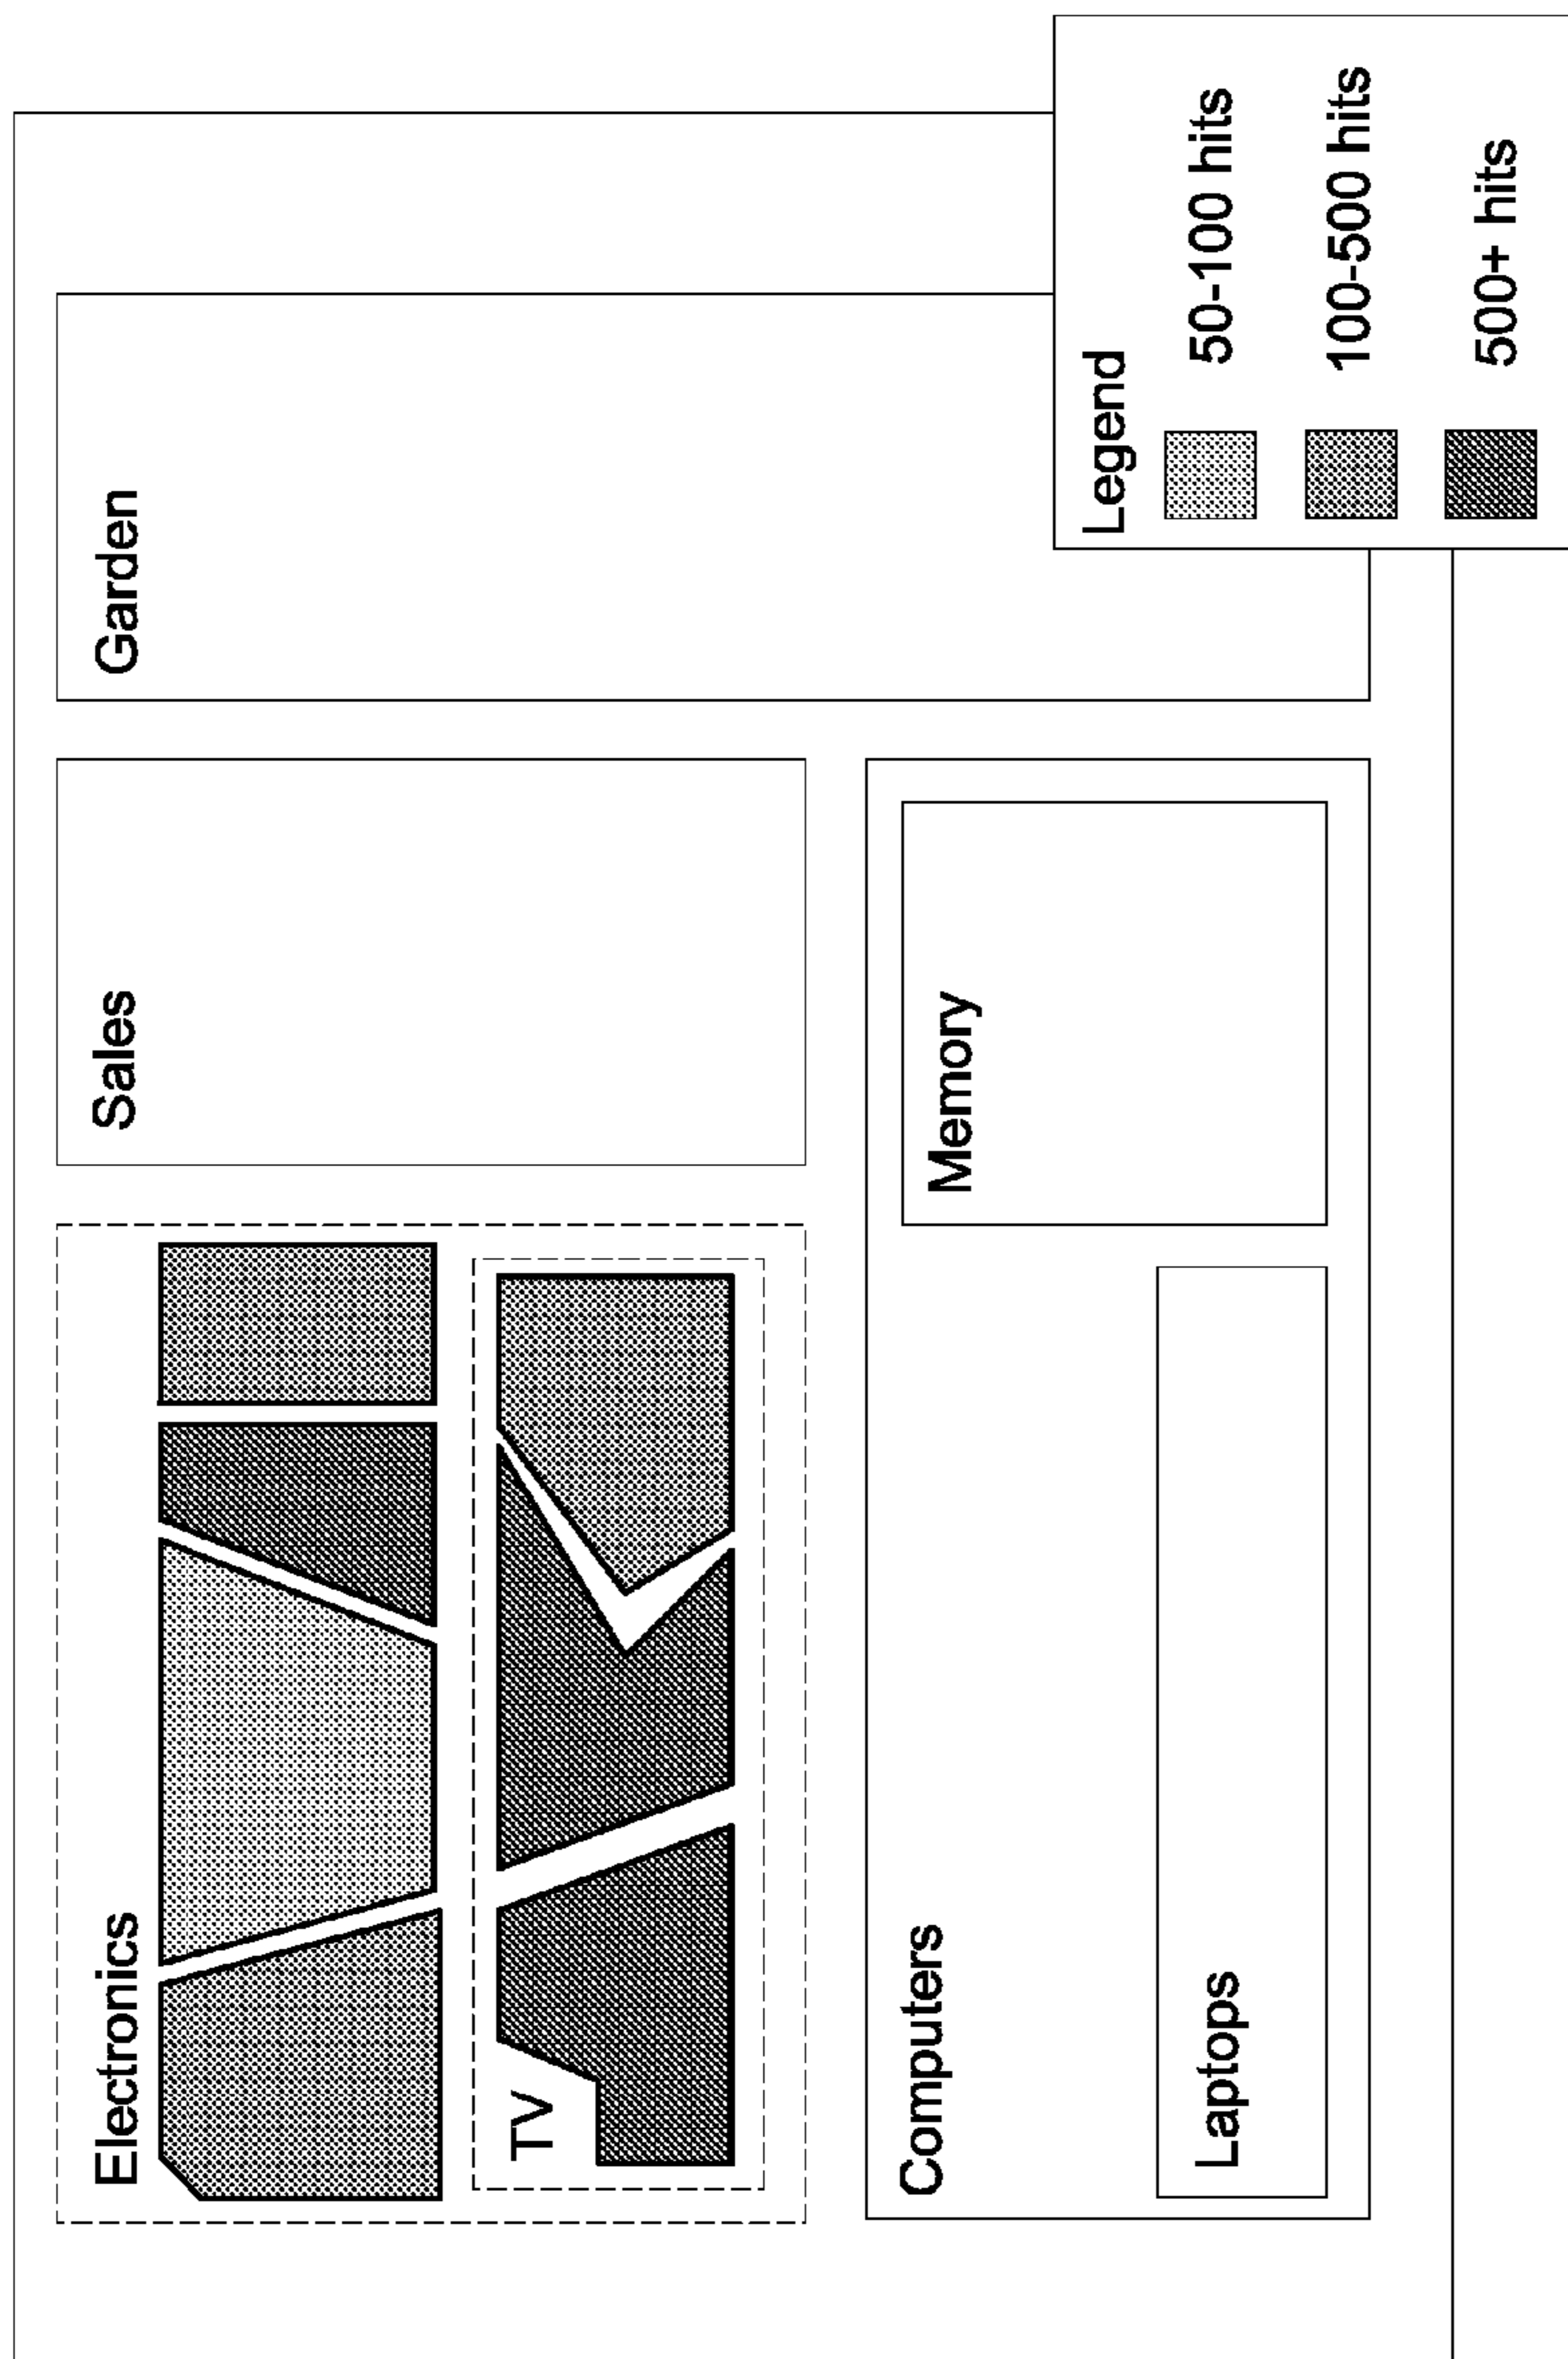 Electronics
Sales
Garden
TV
Computers
Memory
Laptops
Legend
50-100 hits
100-500 hits
500+ hits